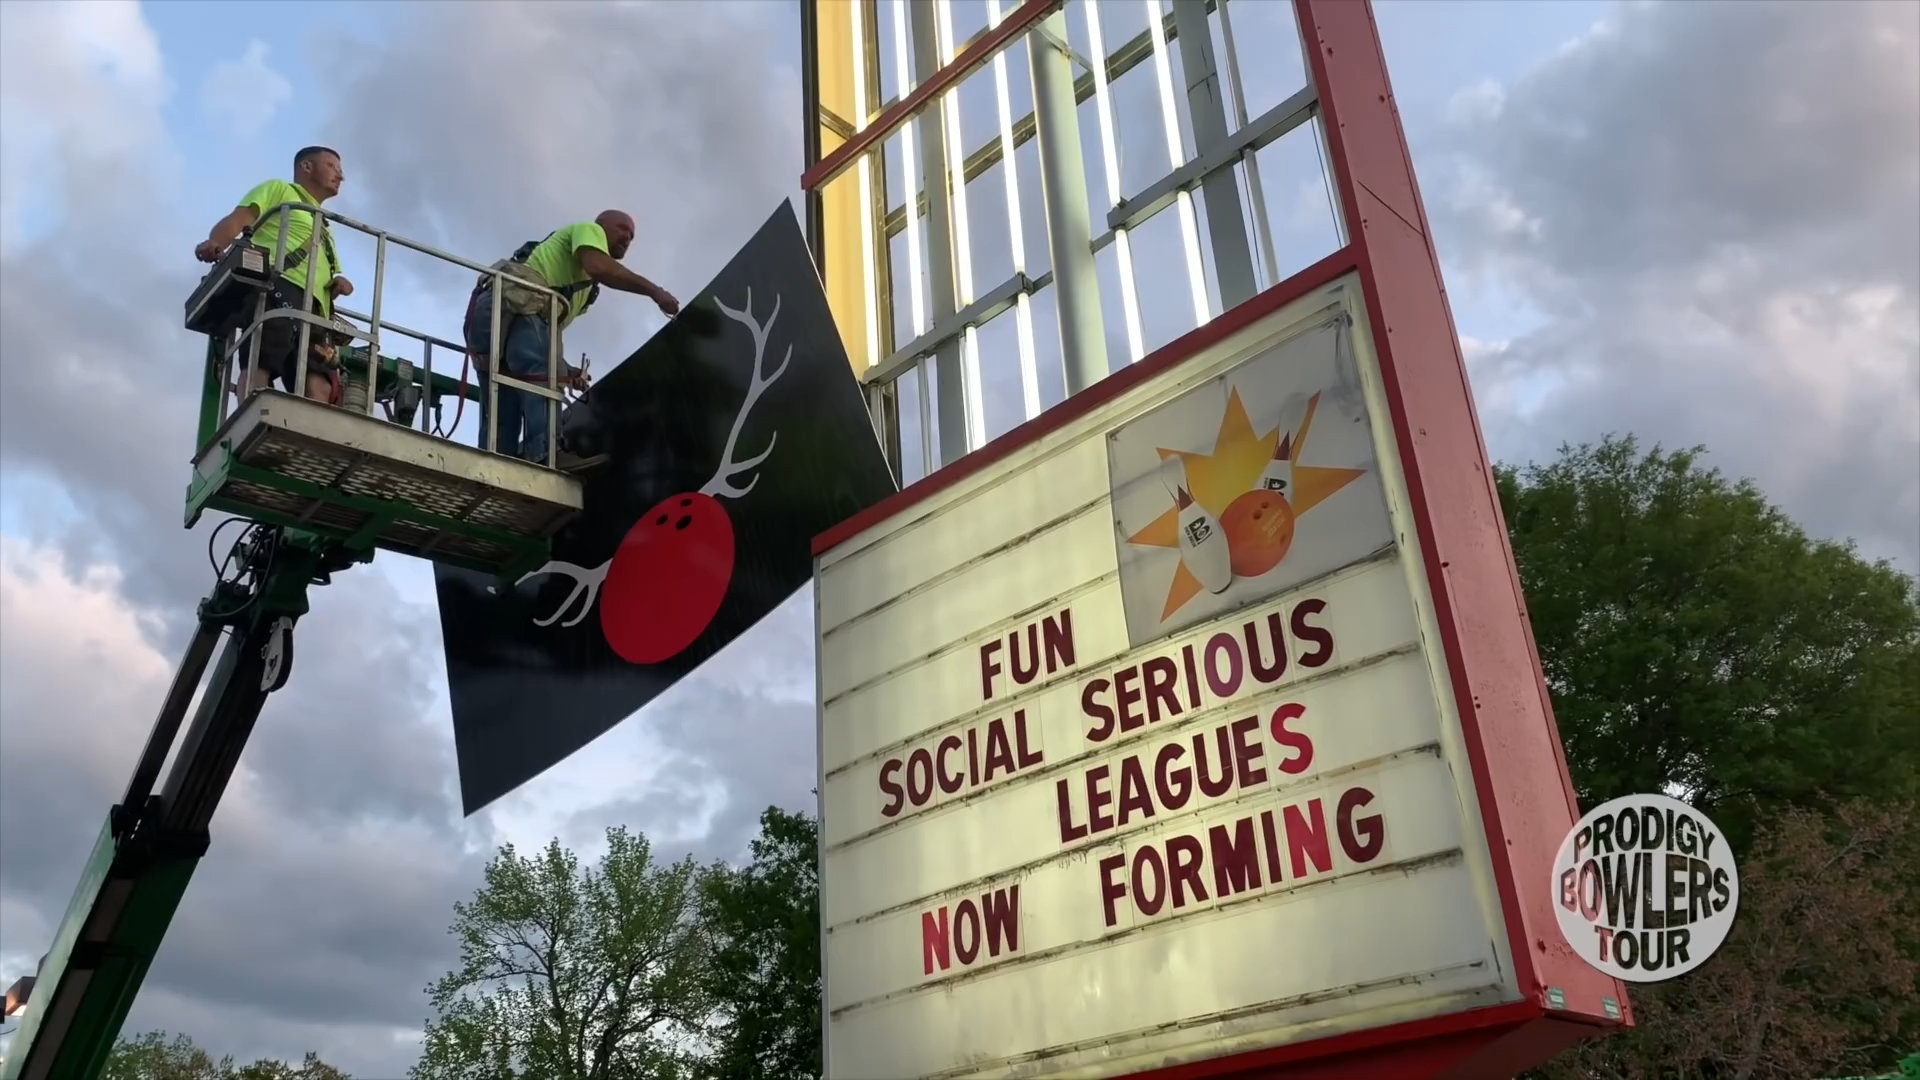 FUN
SOCIAL SERIOUS
LEAGUES
NOW FORMING
PRODIGY
BOWLERS
TOUR